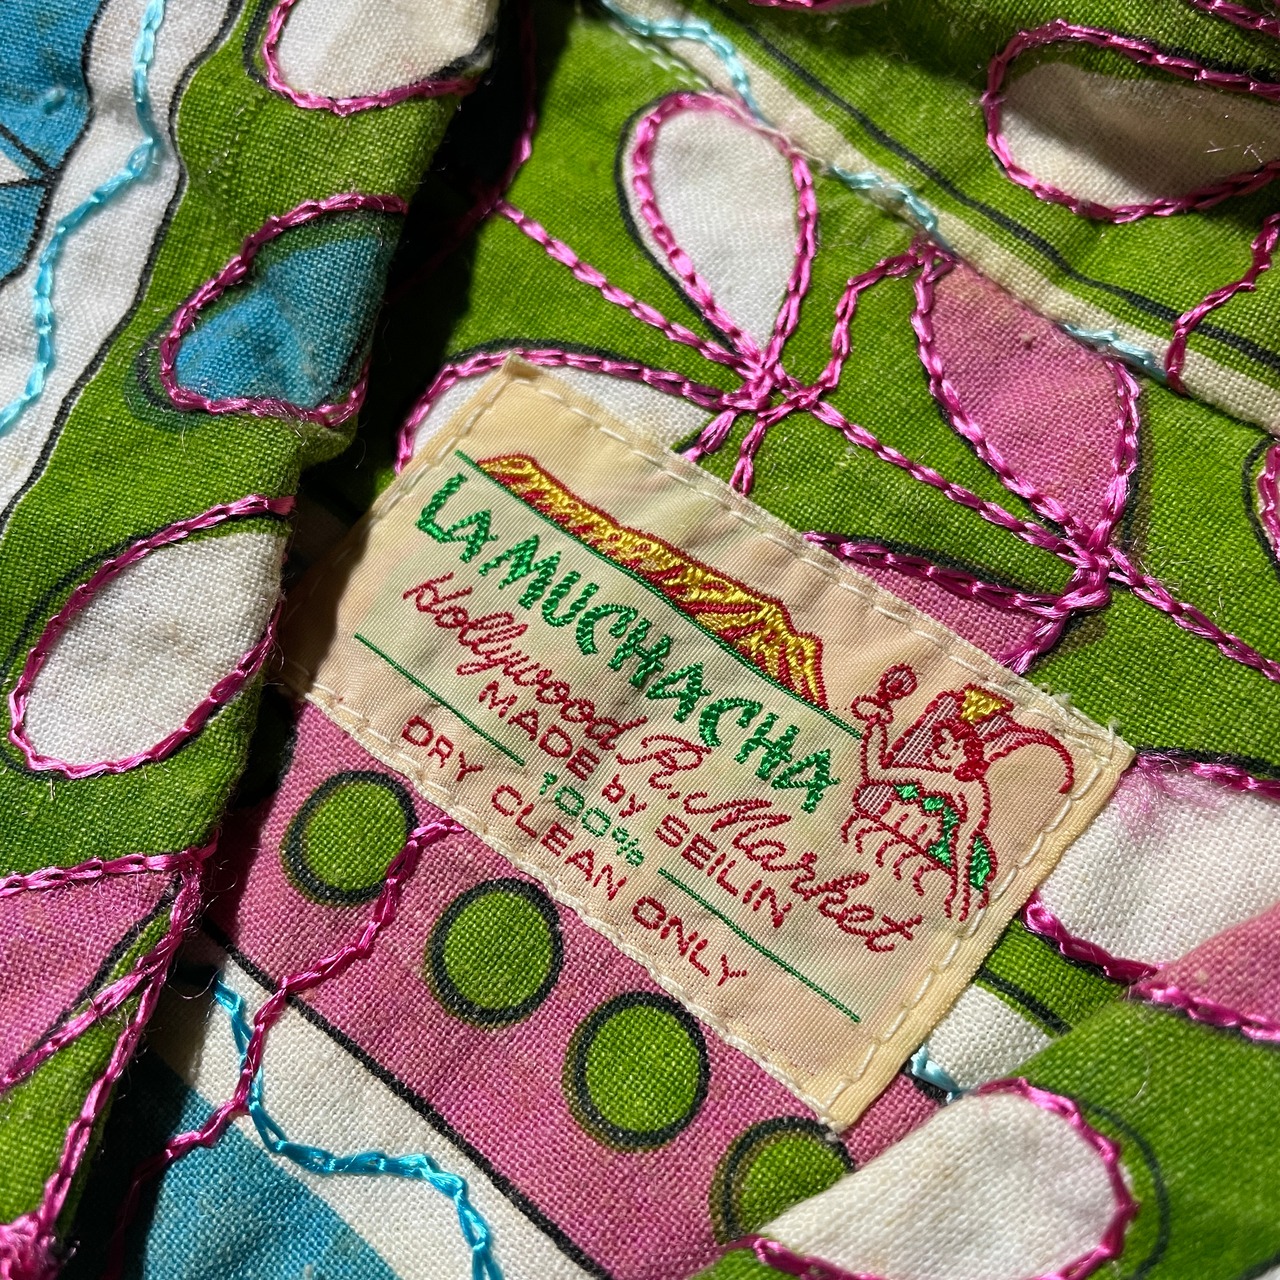 LA MUCHACHA
Hollywood R. Market
MADE by SEILIN
100%
DRY CLEAN ONLY